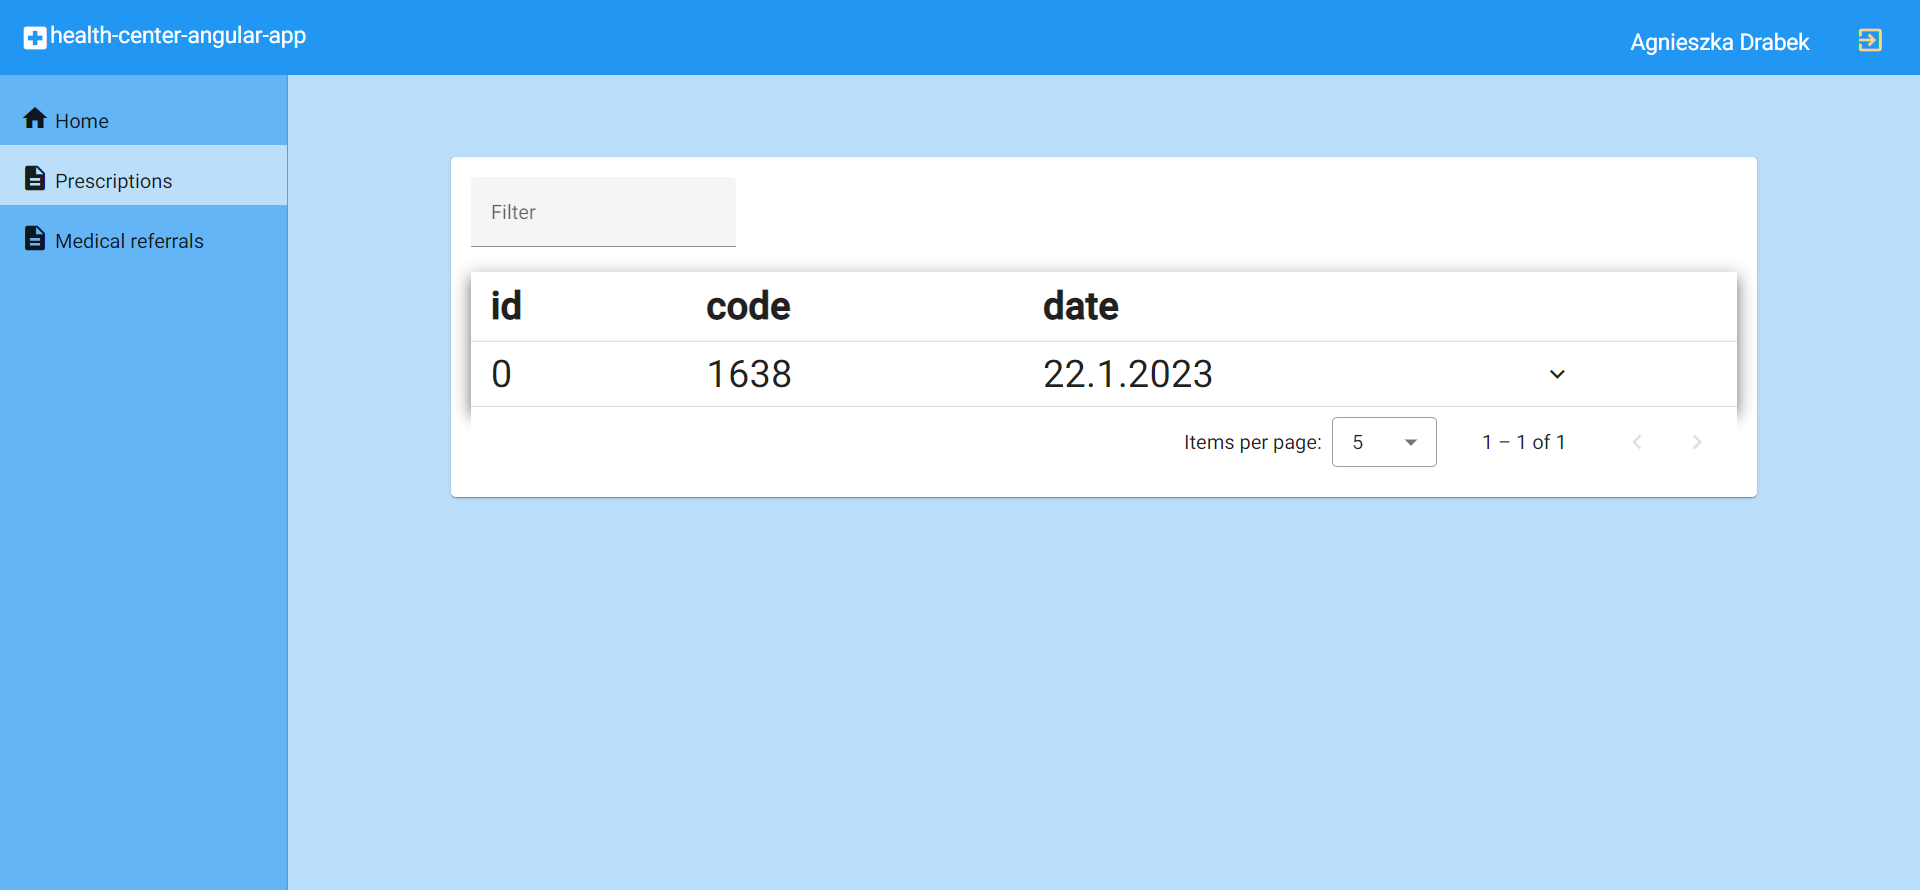 health-center-angular-app
Agnieszka Drabek
Home
Prescriptions
Medical referrals
Filter
id code date
0 1638 22.1.2023
Items per page: 5 1 – 1 of 1